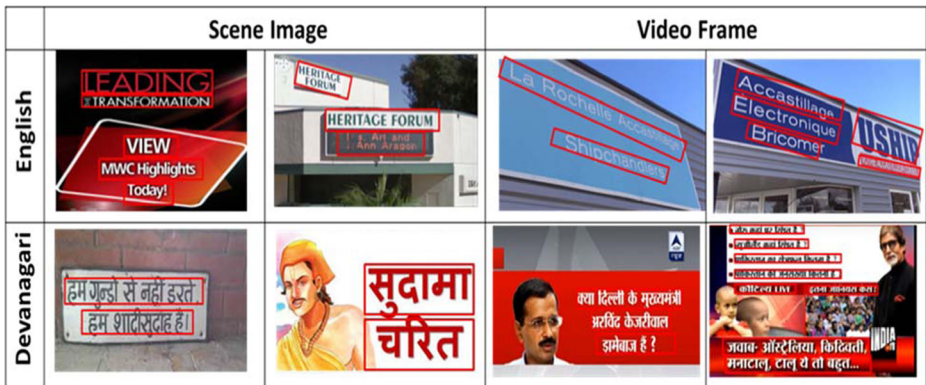 Scene Image
Video Frame
English
LEADING
TRANSFORMATION
VIEW
MWC Highlights
Today!
HERITAGE
FORUM
HERITAGE FORUM
Art and
Ann Aragon
La Rochelle Accastillage
Shipchandlers
Accastillage
Electronique
Bricomer
USHIP
Devanagari
हम गुन्डो से नही डरते
हम शादीसुदाह है।
सुदामा
चरित
क्या दिल्ली के मुख्यमंत्री
अरविंद केजरीवाल
ड्रामेबाज हैं ?
कौटिल्य LIVE
INDIA
जवाब- ऑस्ट्रेलिया, किदिवती,
मनाटालू, टालू ये तो बहुत...